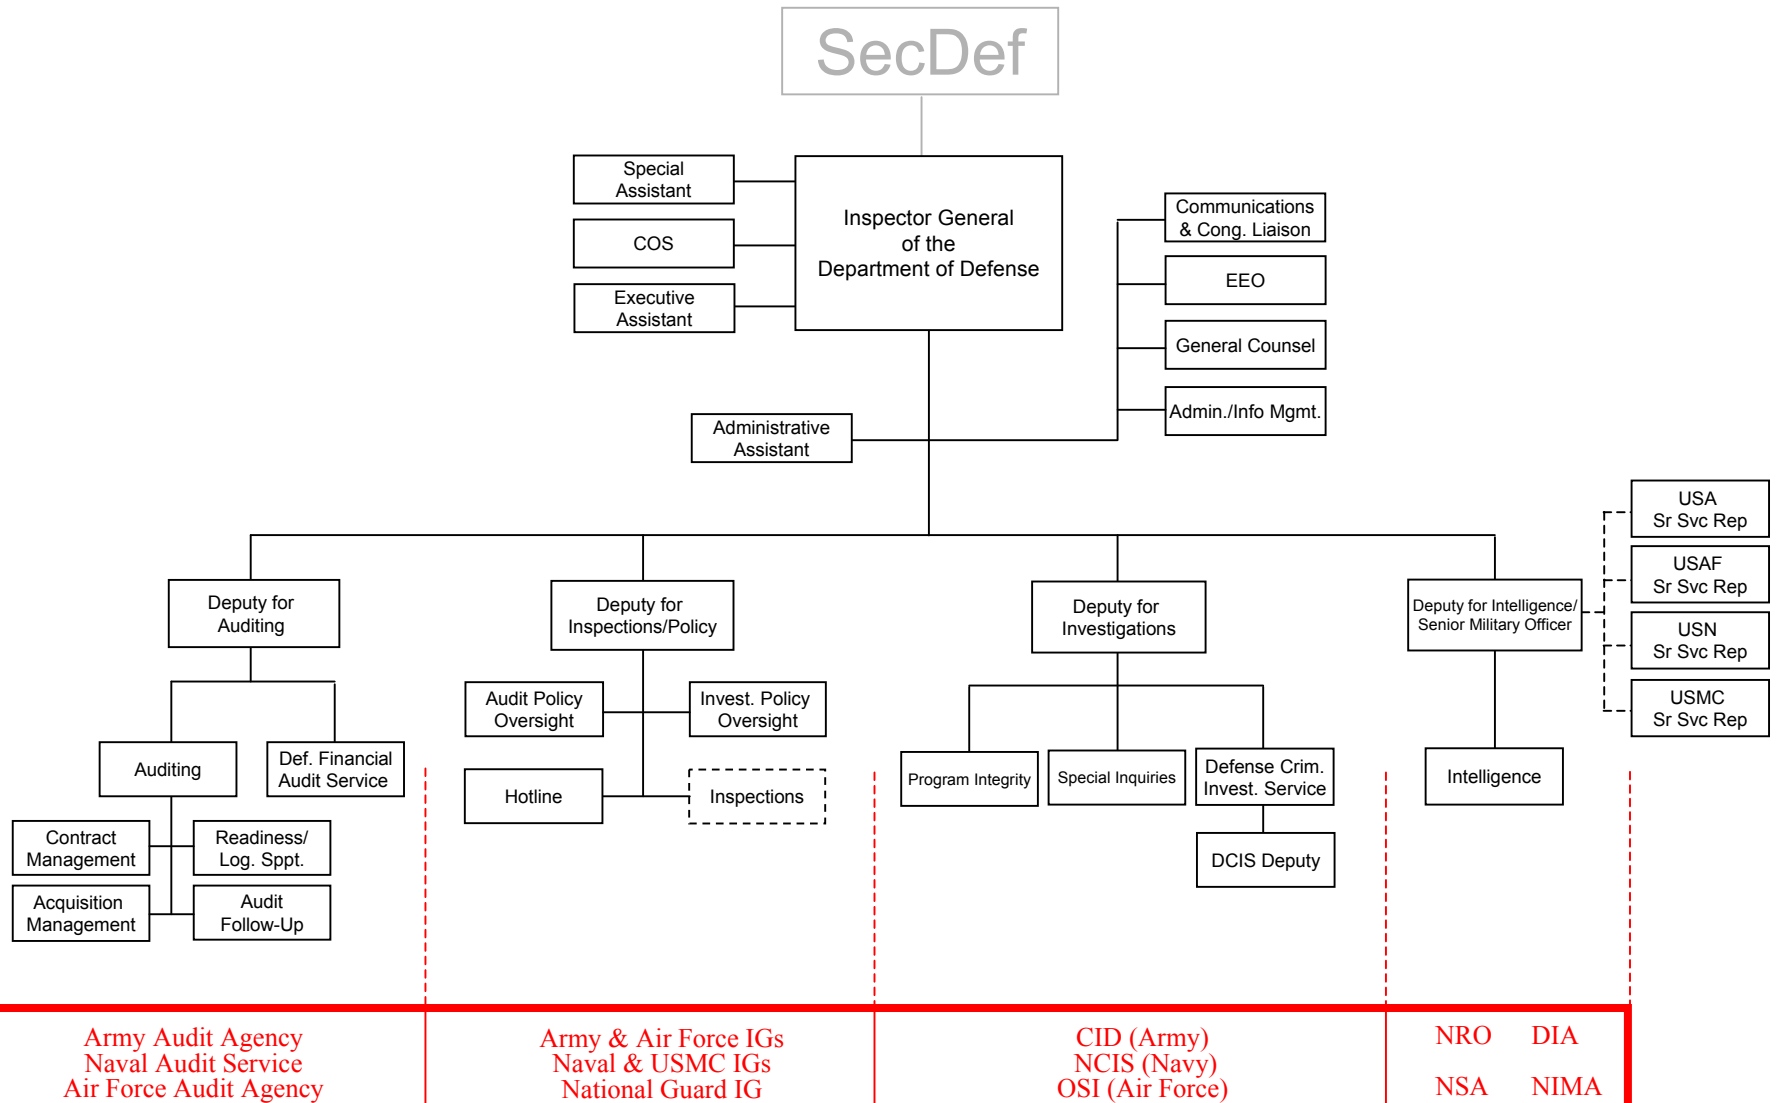 SecDef
Special
Assistant
COS
Executive
Assistant
Inspector General
of the
Department of Defense
Communications
& Cong. Liaison
EEO
General Counsel
Admin./Info Mgmt.
Administrative
Assistant
USA
Sr Svc Rep
USAF
Sr Svc Rep
USN
Sr Svc Rep
USMC
Sr Svc Rep
Deputy for
Auditing
Deputy for
Inspections/Policy
Deputy for
Investigations
Deputy for Intelligence/
Senior Military Officer
Audit Policy
Oversight
Invest. Policy
Oversight
Auditing
Def. Financial
Audit Service
Hotline
Inspections
Program Integrity
Special Inquiries
Defense Crim.
Invest. Service
Intelligence
Contract
Management
Readiness/
Log. Sppt.
DCIS Deputy
Acquisition
Management
Audit
Follow-Up
Army Audit Agency
Naval Audit Service
Air Force Audit Agency
Army & Air Force IGs
Naval & USMC IGs
National Guard IG
CID (Army)
NCIS (Navy)
OSI (Air Force)
NRO DIA
NSA NIMA